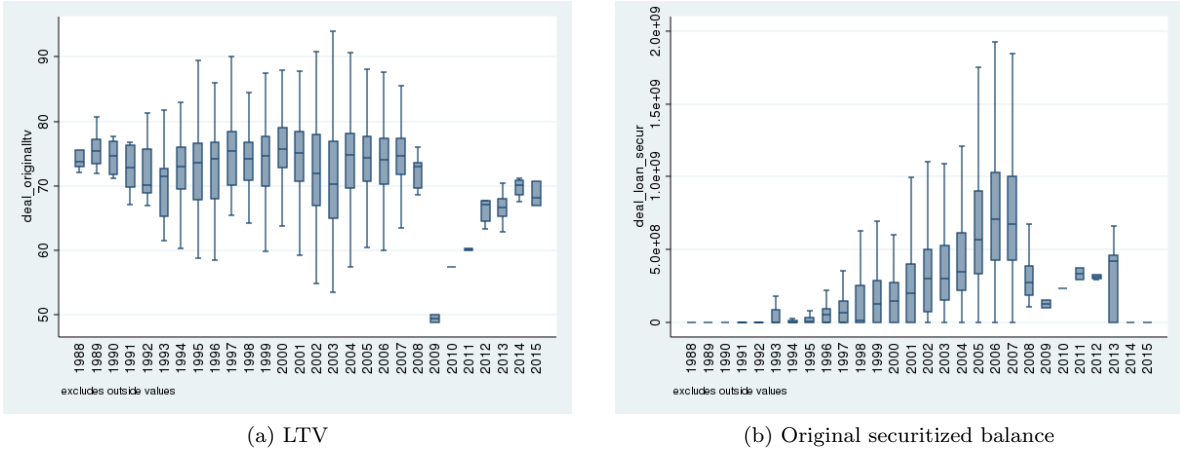 deal_originalltv
90
80
70
60
50
1988 1989 1990 1991 1992 1993 1994 1995 1996 1997 1998 1999 2000 2001 2002 2003 2004 2005 2006 2007 2008 2009 2010 2011 2012 2013 2014 2015
excludes outside values
(a) LTV
deal_loan_secur
2.0e+09
1.5e+09
1.0e+09
5.0e+08
0
1988 1989 1990 1991 1992 1993 1994 1995 1996 1997 1998 1999 2000 2001 2002 2003 2004 2005 2006 2007 2008 2009 2010 2011 2012 2013 2014 2015
excludes outside values
(b) Original securitized balance